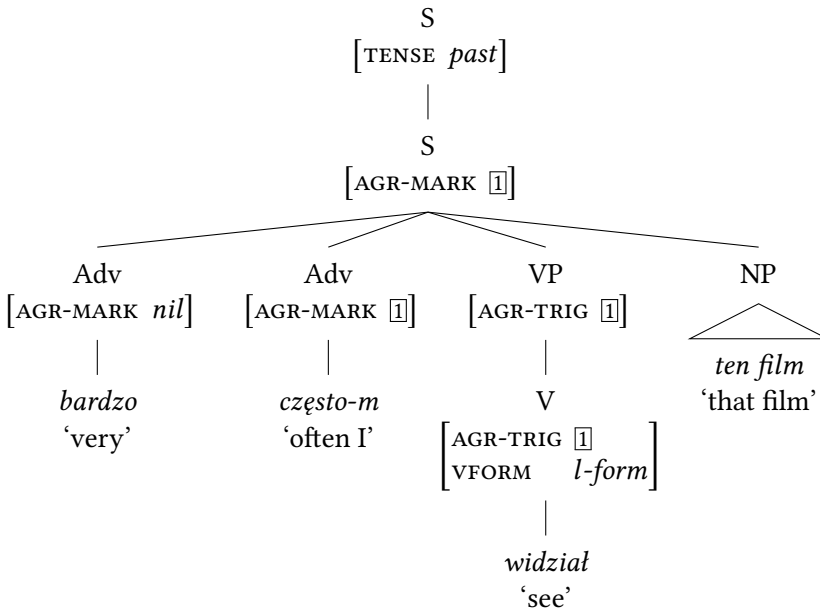 S
[TENSE past]
S
[AGR-MARK 1]
Adv Adv VP NP
[AGR-MARK nil] [AGR-MARK 1] [AGR-TRIG 1]
bardzo często-m V ten film
‘very’ ‘often I’ ‘that film’
[AGR-TRIG 1
VFORM l-form]
widział
‘see’